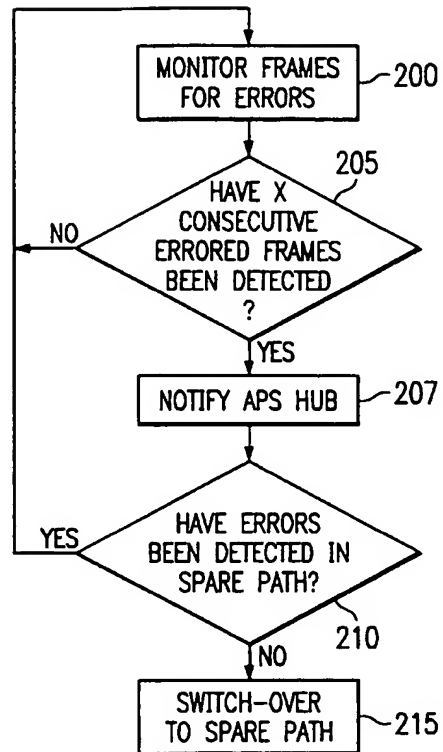 MONITOR FRAMES
FOR ERRORS
200
205
HAVE X
CONSECUTIVE
ERRORED FRAMES
BEEN DETECTED
?
NO
YES
NOTIFY APS HUB
207
HAVE ERRORS
BEEN DETECTED IN
SPARE PATH?
YES
210
NO
SWITCH-OVER
TO SPARE PATH
215